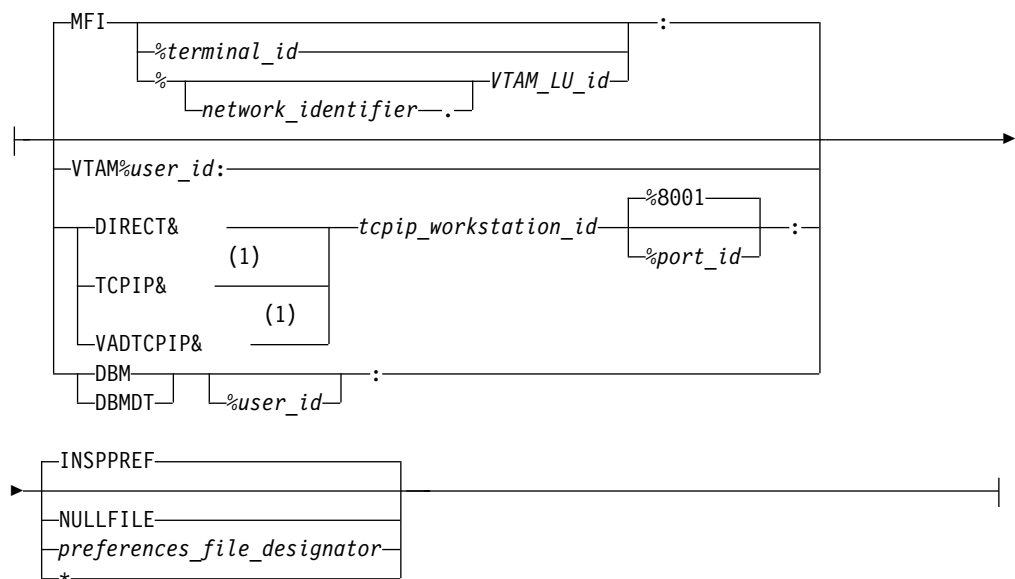 MFI :
%terminal_id
% VTAM_LU_id
network_identifier .
VTAM%user_id:
DIRECT& tcpip_workstation_id %8001 :
(1)
%port_id
TCPIP&
(1)
VADTCPIP&
DBM :
DBMDT %user_id
INSPPREF
NULLFILE
preferences_file_designator
*